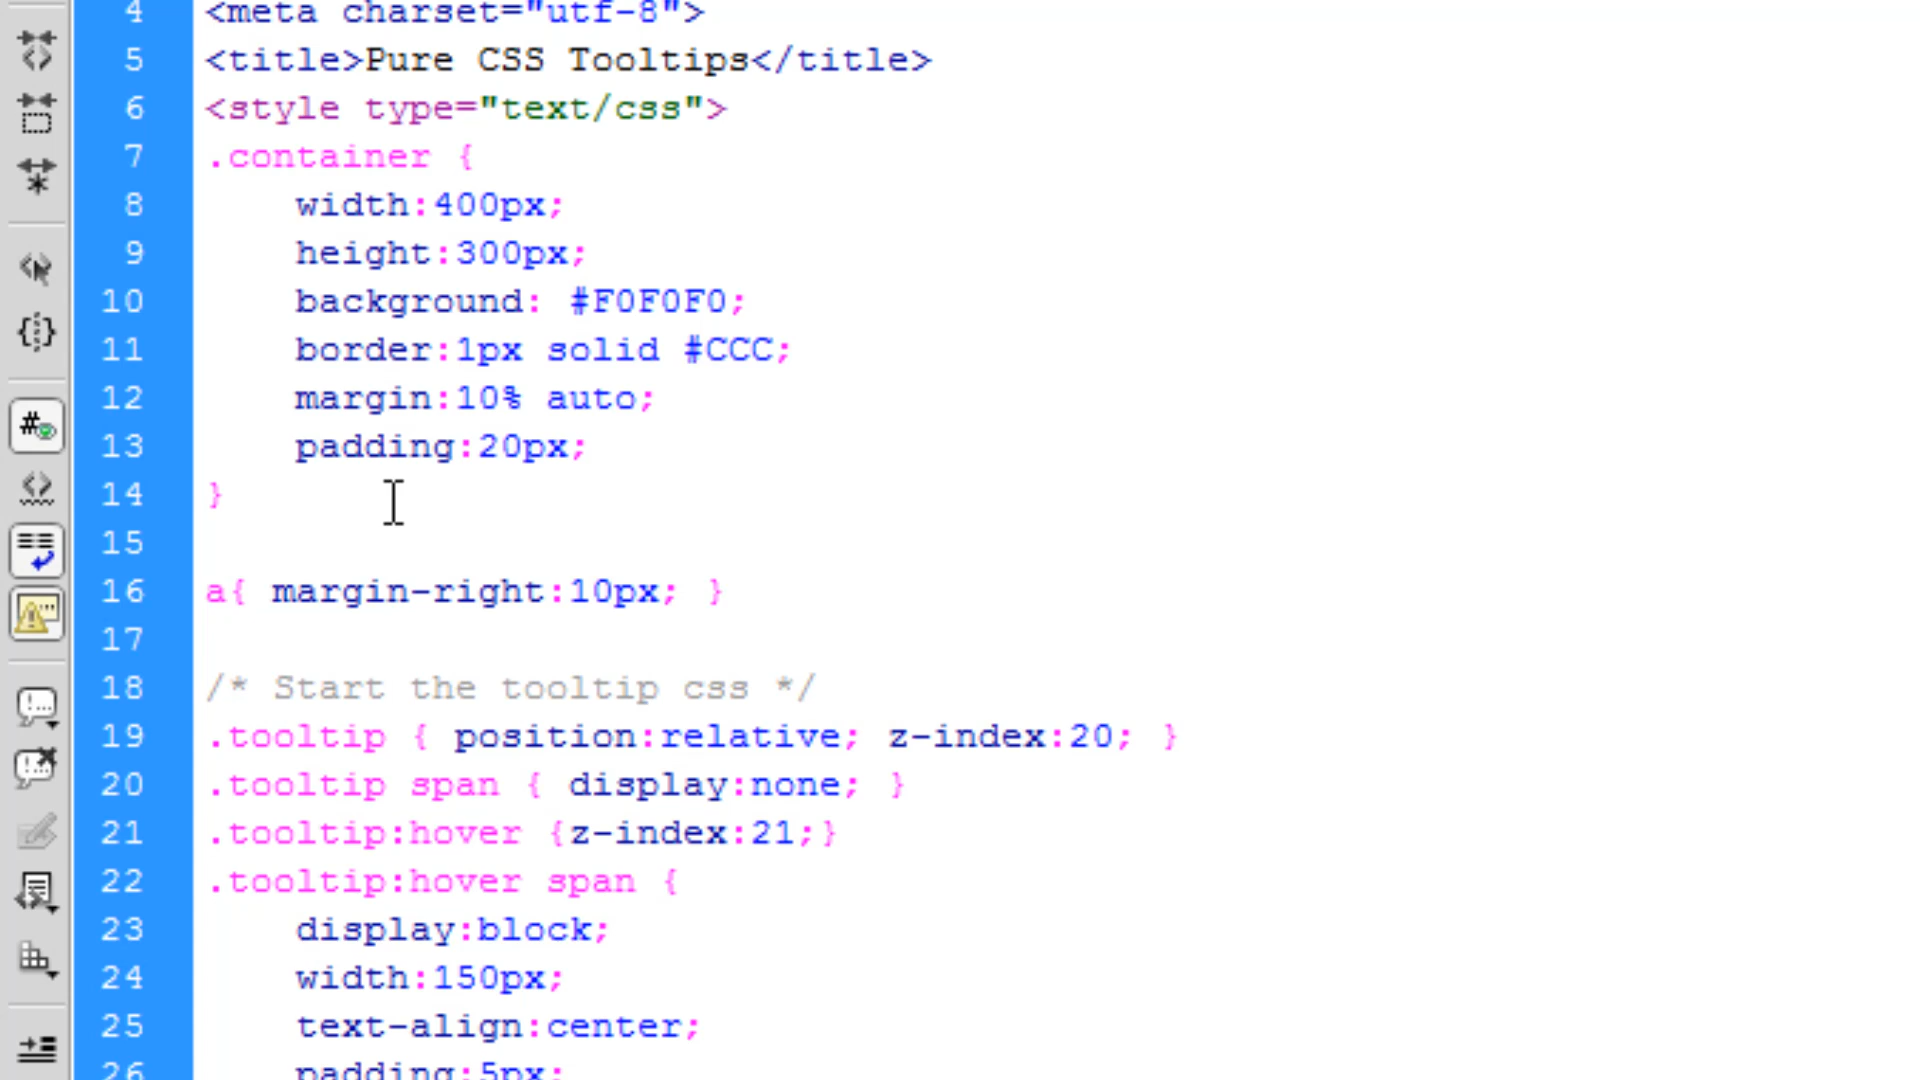 4 <meta charset="utf-8">
5 <title>Pure CSS Tooltips</title>
6 <style type="text/css">
7 .container {
8 width:400px;
9 height:300px;
10 background: #F0F0F0;
11 border:1px solid #CCC;
12 margin:10% auto;
13 padding:20px;
14 }
15
16 a{ margin-right:10px; }
17
18 /* Start the tooltip css */
19 .tooltip { position:relative; z-index:20; }
20 .tooltip span { display:none; }
21 .tooltip:hover {z-index:21;}
22 .tooltip:hover span {
23 display:block;
24 width:150px;
25 text-align:center;
26 padding:5px;